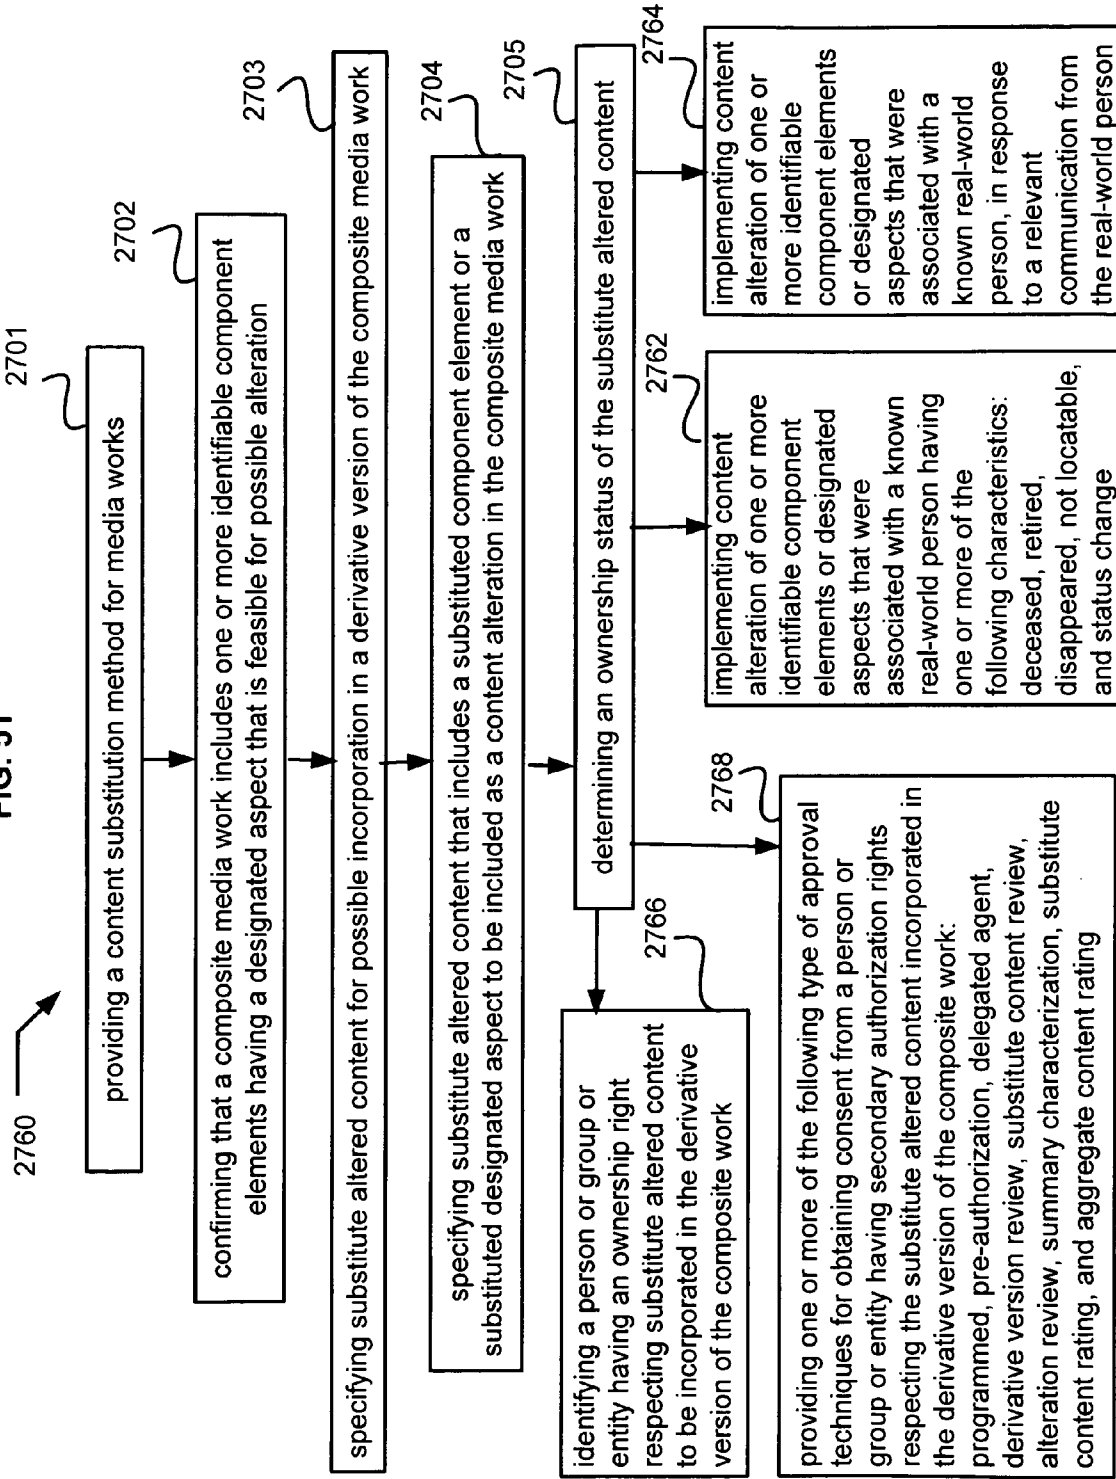 FIG. 51
2760
2701
providing a content substitution method for media works
2702
confirming that a composite media work includes one or more identifiable component
elements having a designated aspect that is feasible for possible alteration
2703
specifying substitute altered content for possible incorporation in a derivative version of the composite media work
2704
specifying substitute altered content that includes a substituted component element or a
substituted designated aspect to be included as a content alteration in the composite media work
2705
determining an ownership status of the substitute altered content
2766
identifying a person or group or
entity having an ownership right
respecting substitute altered content
to be incorporated in the derivative
version of the composite work
2768
providing one or more of the following type of approval
techniques for obtaining consent from a person or
group or entity having secondary authorization rights
respecting the substitute altered content incorporated in
the derivative version of the composite work:
programmed, pre-authorization, delegated agent,
derivative version review, substitute content review,
alteration review, summary characterization, substitute
content rating, and aggregate content rating
2762
implementing content
alteration of one or more
identifiable component
elements or designated
aspects that were
associated with a known
real-world person having
one or more of the
following characteristics:
deceased, retired,
disappeared, not locatable,
and status change
2764
implementing content
alteration of one or
more identifiable
component elements
or designated
aspects that were
associated with a
known real-world
person, in response
to a relevant
communication from
the real-world person